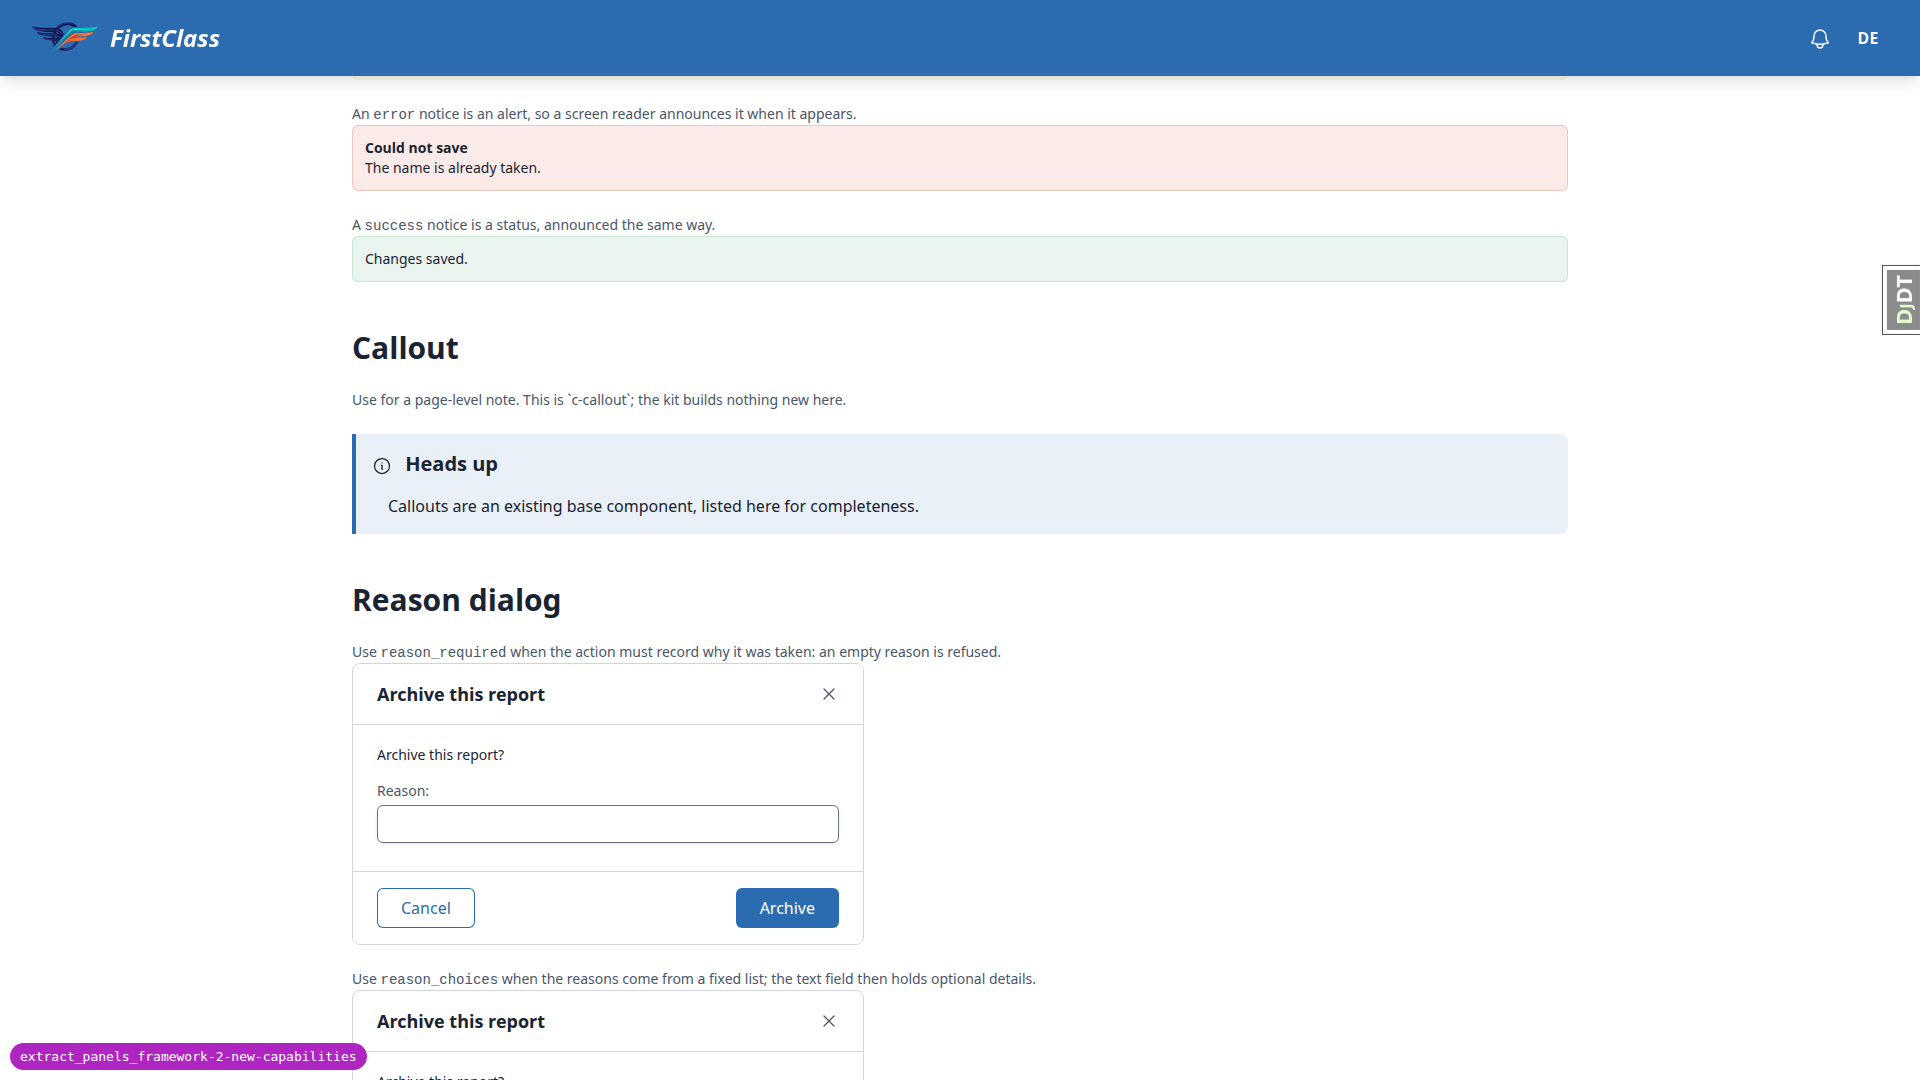 FirstClass
DE
An error notice is an alert, so a screen reader announces it when it appears.
Could not save
The name is already taken.
A success notice is a status, announced the same way.
Changes saved.
DjDT
Callout
Use for a page-level note. This is `c-callout`; the kit builds nothing new here.
Heads up
Callouts are an existing base component, listed here for completeness.
Reason dialog
Use reason_required when the action must record why it was taken: an empty reason is refused.
Archive this report
Archive this report?
Reason:
Cancel
Archive
Use reason_choices when the reasons come from a fixed list; the text field then holds optional details.
Archive this report
extract_panels_framework-2-new-capabilities
Archive this report?